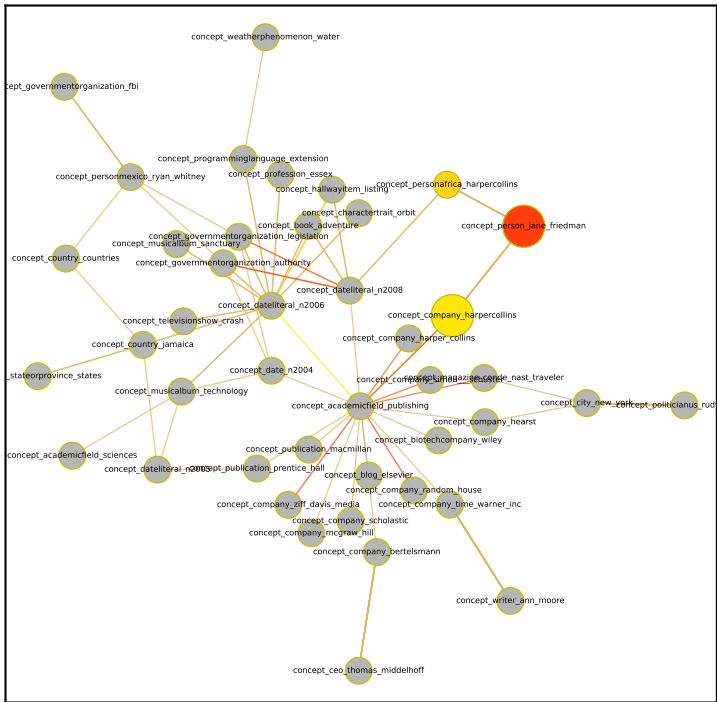 concept_weatherphenomenon_water
cept_governmentorganization_fbi
concept_programminglanguage_extension
concept_profession_essex
concept_personmexico_ryan_whitney
concept_personafrica_harpercollins
concept_hallwayitem_listing
concept_charactertrait_orbit
concept_book_adventure
concept_person_jane_friedman
concept_governmentorganization_legislation
concept_musicalbum_sanctuary
concept_country_countries
concept_governmentorganization_authority
concept_dateliteral_n2008
concept_dateliteral_n2006
concept_company_harpercollins
concept_televisionshow_crash
concept_company_harper_collins
concept_country_jamaica
concept_date_n2004
_stateorprovince_states
concept_magazine_conde_nast_traveler
concept_musicalbum_technology
concept_academicfield_publishing
concept_city_new_york
concept_politicianus_rudy
concept_company_hearst
concept_biotechcompany_wiley
concept_publication_macmillan
concept_academicfield_sciences
concept_dateliteral_n2003
concept_publication_prentice_hall
concept_blog_elsevier
concept_company_random_house
concept_company_ziff_davis_media
concept_company_time_warner_inc
concept_company_scholastic
concept_company_mcgraw_hill
concept_company_bertelsmann
concept_writer_ann_moore
concept_ceo_thomas_middelhoff